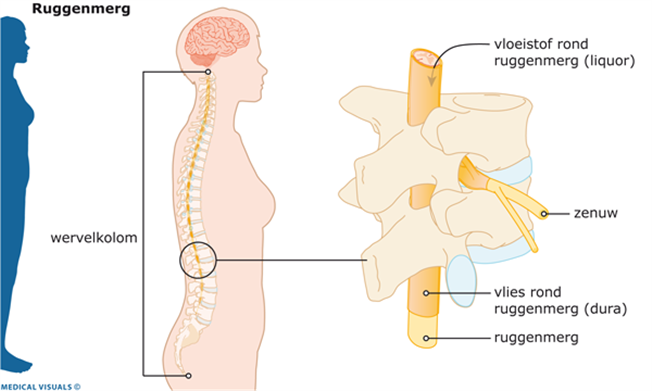 Ruggenmerg
vloeistof rond
ruggenmerg (liquor)
zenuw
wervelkolom
vlies rond
ruggenmerg (dura)
ruggenmerg
MEDICAL VISUALS ©